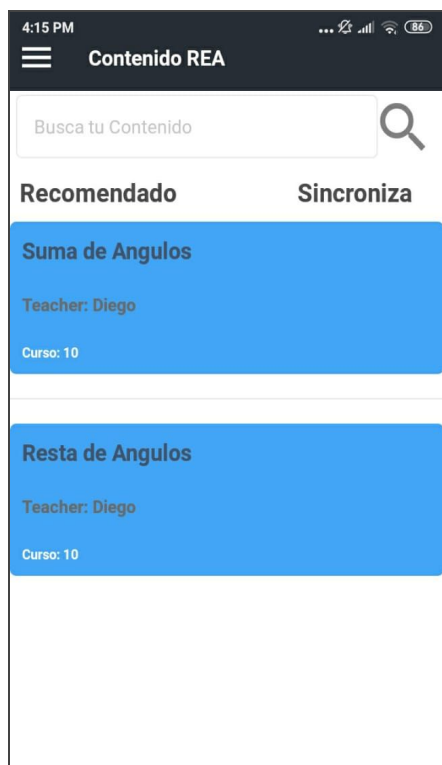 4:15 PM ... 86
Contenido REA
Busca tu Contenido
Recomendado Sincroniza
Suma de Angulos
Teacher: Diego
Curso: 10
Resta de Angulos
Teacher: Diego
Curso: 10